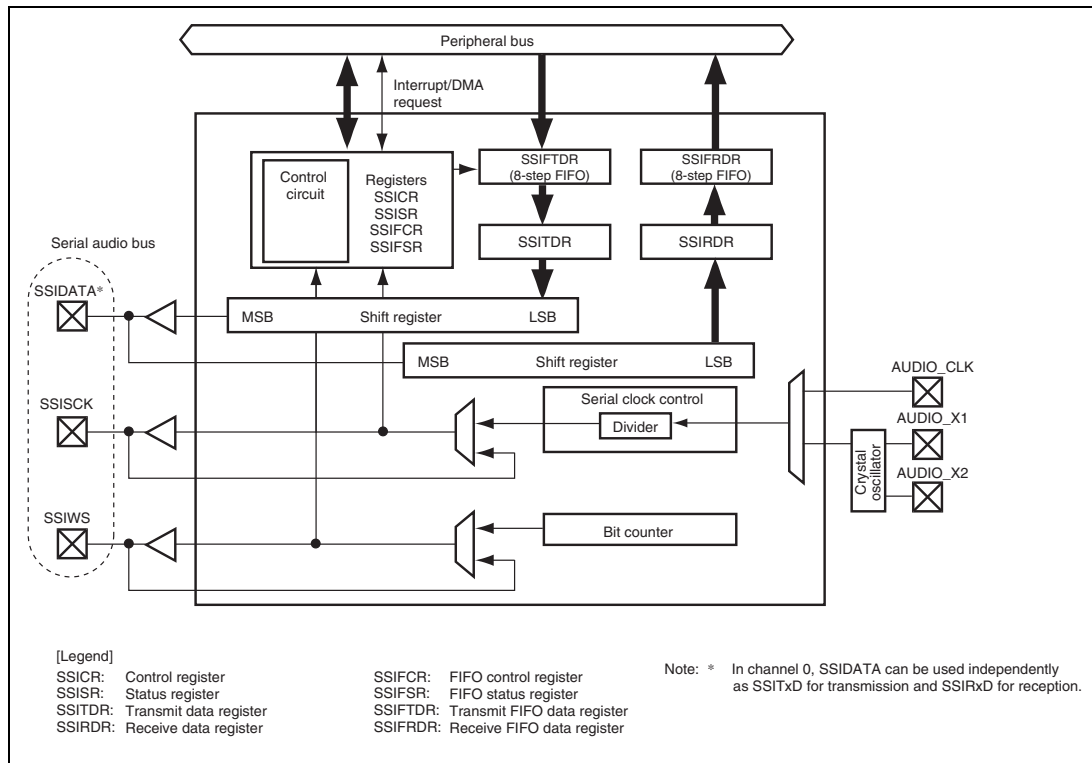 Peripheral bus
Interrupt/DMA
request
Control
circuit
Registers
SSICR
SSISR
SSIFCR
SSIFSR
SSIFTDR
(8-step FIFO)
SSIFRDR
(8-step FIFO)
SSITDR
SSIRDR
Serial audio bus
SSIDATA*
MSB Shift register LSB
MSB Shift register LSB
SSISCK
Serial clock control
Divider
AUDIO_CLK
AUDIO_X1
AUDIO_X2
Crystal
oscillator
SSIWS
Bit counter
[Legend]
SSICR: Control register
SSISR: Status register
SSITDR: Transmit data register
SSIRDR: Receive data register
SSIFCR: FIFO control register
SSIFSR: FIFO status register
SSIFTDR: Transmit FIFO data register
SSIFRDR: Receive FIFO data register
Note: * In channel 0, SSIDATA can be used independently
as SSITxD for transmission and SSIRxD for reception.